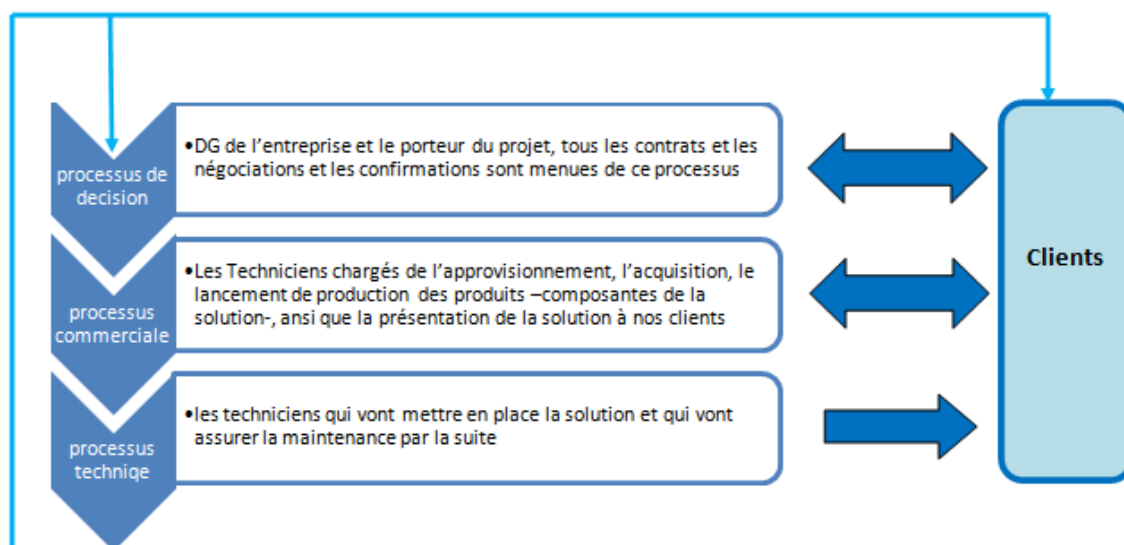 •DG de l'entreprise et le porteur du projet, tous les contrats et les
négociations et les confirmations sont menues de ce processus
processus de
decision
•Les Techniciens chargés de l'approvisionnement, l'acquisition, le
lancement de production des produits –composantes de la
solution-, ansi que la présentation de la solution à nos clients
processus
commerciale
•les techniciens qui vont mettre en place la solution et qui vont
assurer la maintenance par la suite
processus
techniqe
Clients